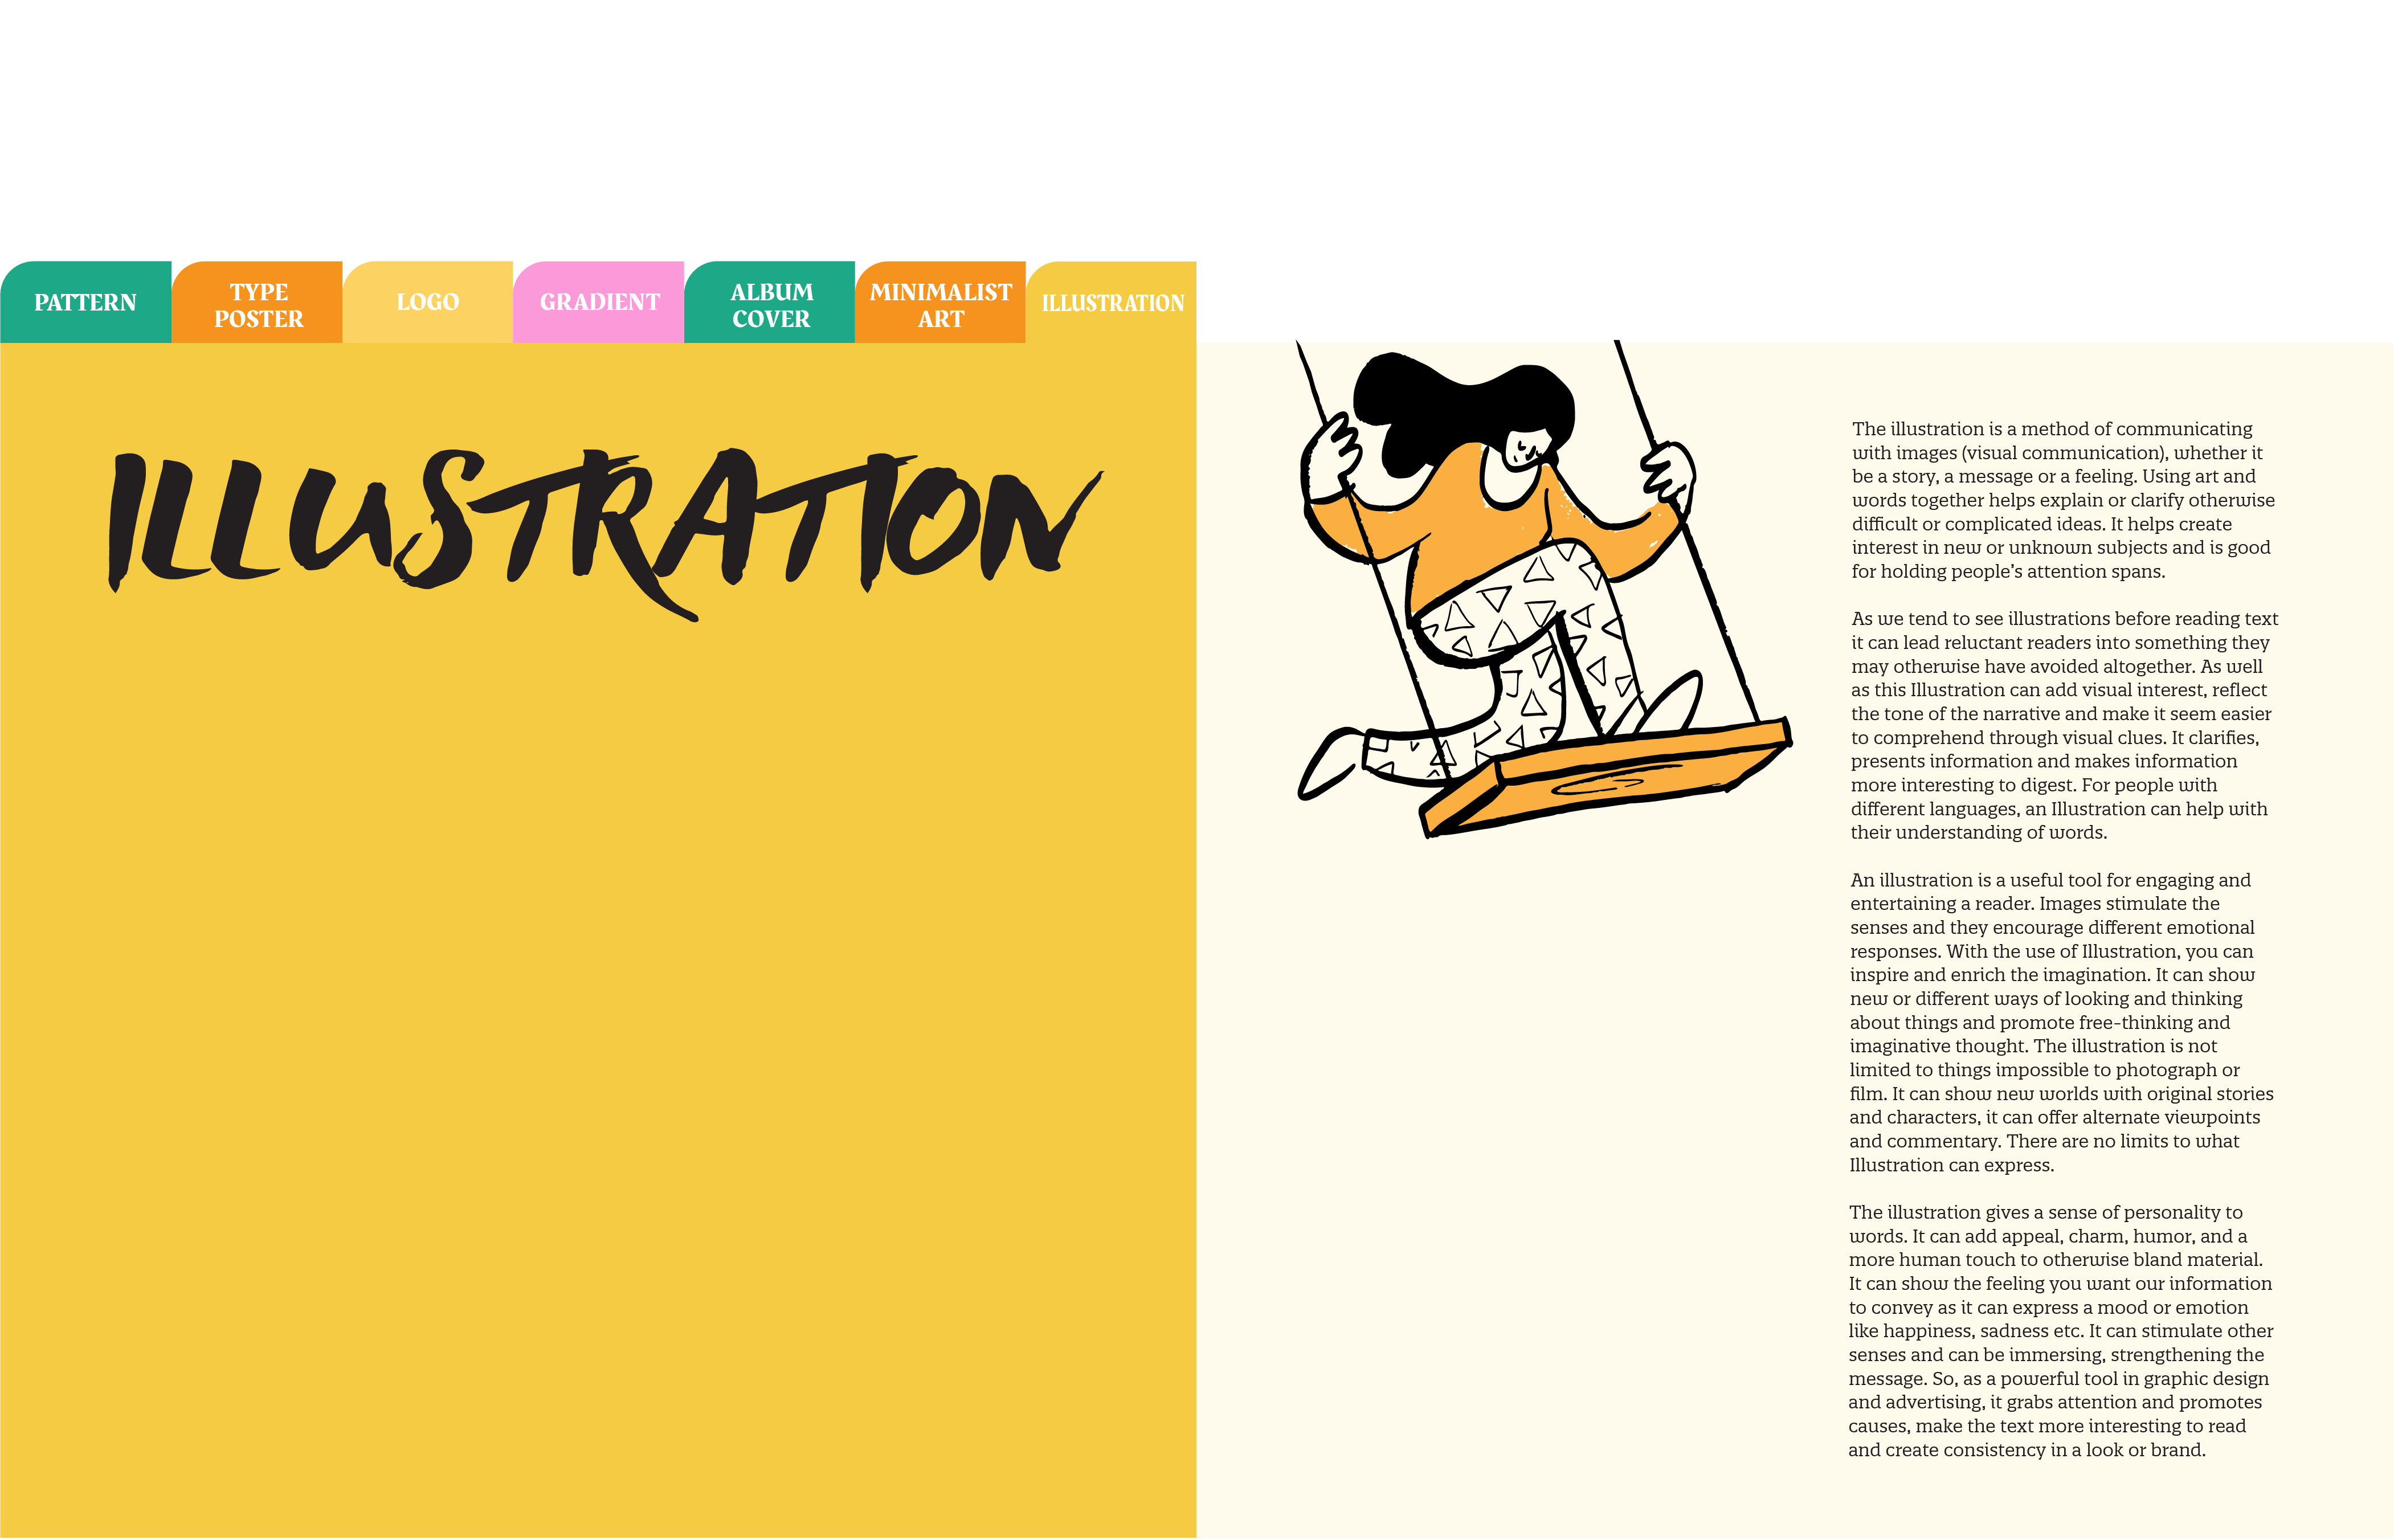 PATTERN
TYPE
POSTER
LOGO
GRADIENT
ALBUM
COVER
MINIMALIST
ART
ILLUSTRATION
ILLUSTRATION
The illustration is a method of communicating
with images (visual communication), whether it
be a story, a message or a feeling. Using art and
words together helps explain or clarify otherwise
difficult or complicated ideas. It helps create
interest in new or unknown subjects and is good
for holding people’s attention spans.
As we tend to see illustrations before reading text
it can lead reluctant readers into something they
may otherwise have avoided altogether. As well
as this Illustration can add visual interest, reflect
the tone of the narrative and make it seem easier
to comprehend through visual clues. It clarifies,
presents information and makes information
more interesting to digest. For people with
different languages, an Illustration can help with
their understanding of words.
An illustration is a useful tool for engaging and
entertaining a reader. Images stimulate the
senses and they encourage different emotional
responses. With the use of Illustration, you can
inspire and enrich the imagination. It can show
new or different ways of looking and thinking
about things and promote free-thinking and
imaginative thought. The illustration is not
limited to things impossible to photograph or
film. It can show new worlds with original stories
and characters, it can offer alternate viewpoints
and commentary. There are no limits to what
Illustration can express.
The illustration gives a sense of personality to
words. It can add appeal, charm, humor, and a
more human touch to otherwise bland material.
It can show the feeling you want our information
to convey as it can express a mood or emotion
like happiness, sadness etc. It can stimulate other
senses and can be immersing, strengthening the
message. So, as a powerful tool in graphic design
and advertising, it grabs attention and promotes
causes, make the text more interesting to read
and create consistency in a look or brand.